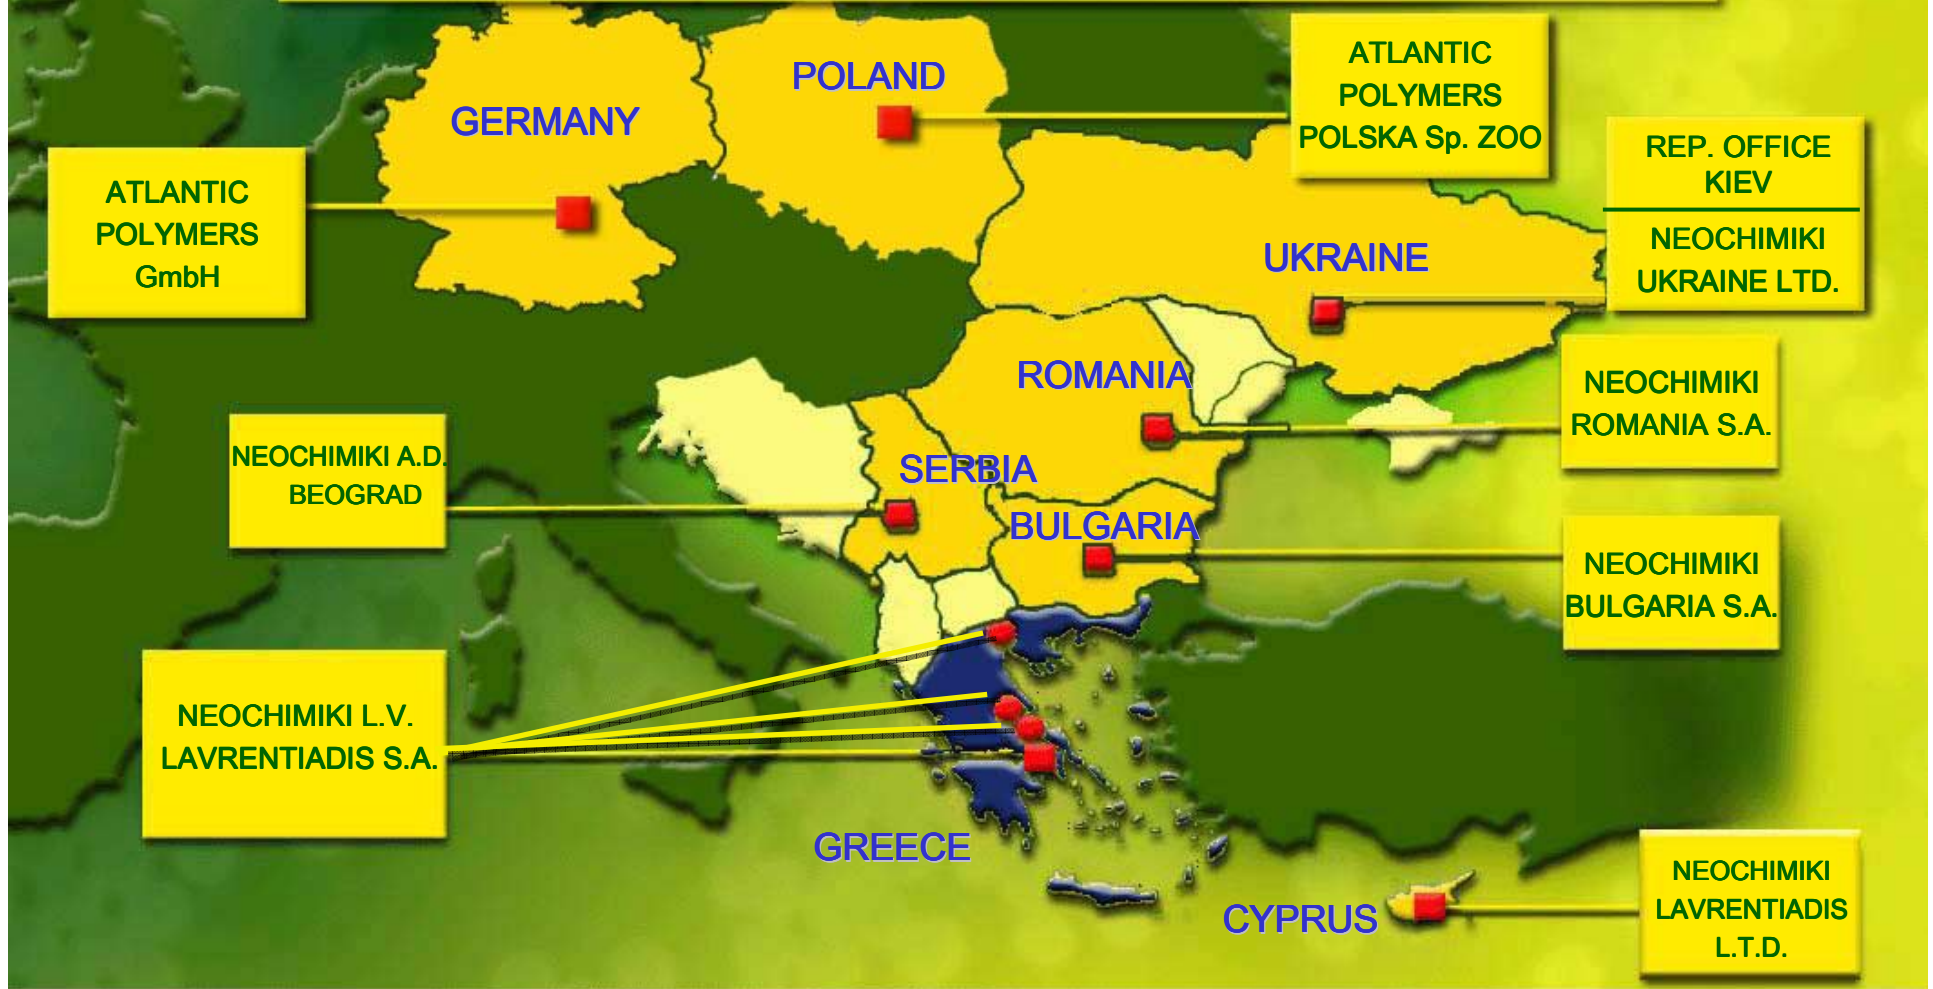 POLAND
GERMANY
ATLANTIC
POLYMERS
POLSKA Sp. ZOO
REP. OFFICE
KIEV
NEOCHIMIKI
UKRAINE LTD.
ATLANTIC
POLYMERS
GmbH
UKRAINE
ROMANIA
NEOCHIMIKI
ROMANIA S.A.
NEOCHIMIKI A.D.
BEOGRAD
SERBIA
BULGARIA
NEOCHIMIKI
BULGARIA S.A.
NEOCHIMIKI L.V.
LAVRENTIADIS S.A.
GREECE
CYPRUS
NEOCHIMIKI
LAVRENTIADIS
L.T.D.